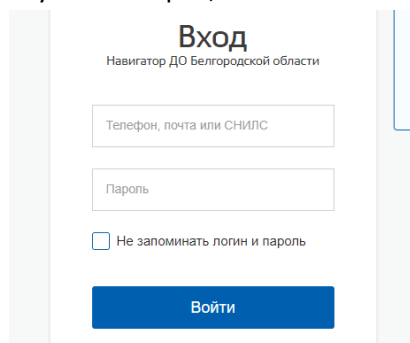 Вход
Навигатор ДО Белгородской области
Телефон, почта или СНИЛС
Пароль
Не запоминать логин и пароль
Войти